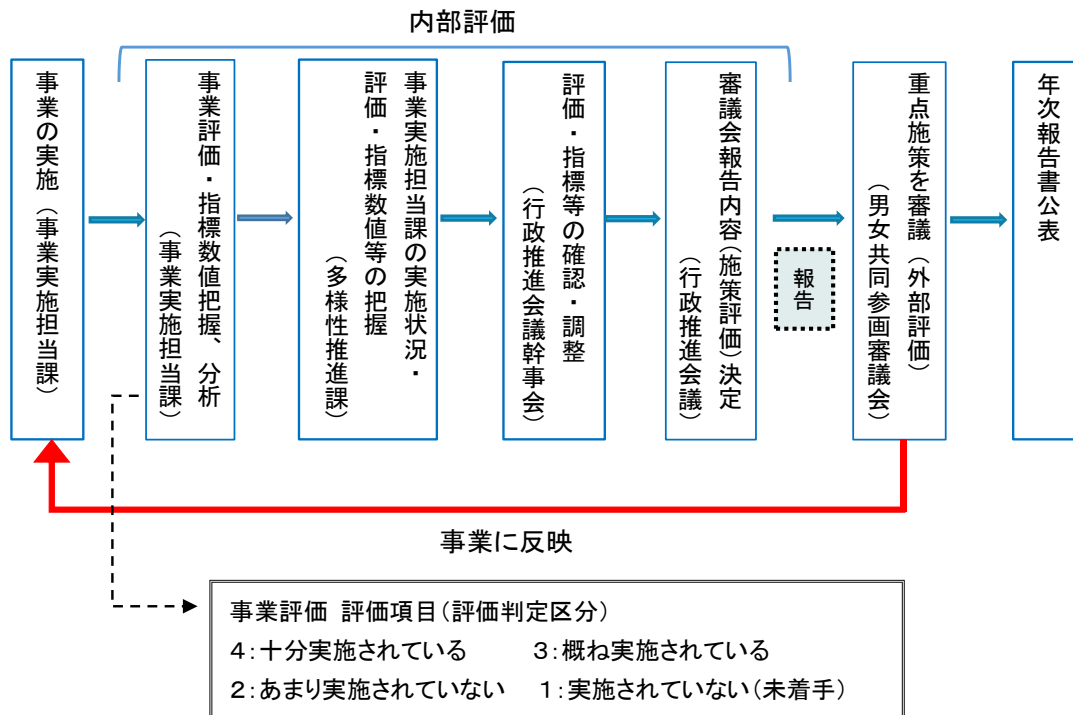 内部評価
事業の実施（事業実施担当課）
事業評価・指標数値把握、分析
（事業実施担当課）
事業実施担当課の実施状況・
評価・指標数値等の把握
（多様性推進課）
評価・指標等の確認・調整
（行政推進会議幹事会）
審議会報告内容（施策評価）決定
（行政推進会議）
報告
重点施策を審議（外部評価）
（男女共同参画審議会）
年次報告書公表
事業に反映
事業評価 評価項目（評価判定区分）
４：十分実施されている　３：概ね実施されている
２：あまり実施されていない　１：実施されていない（未着手）